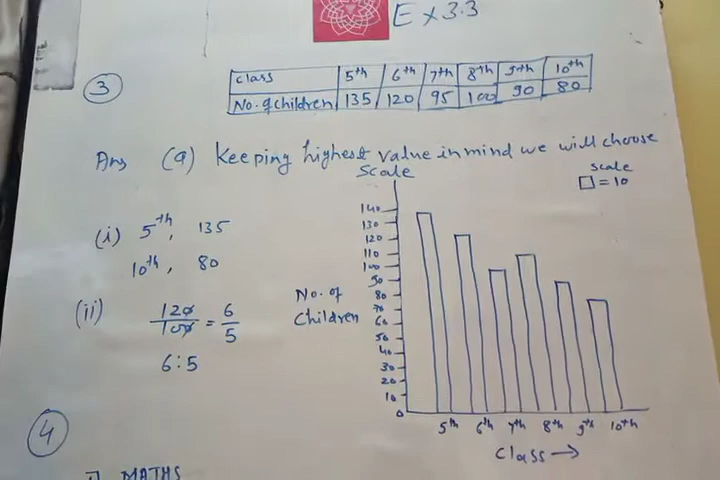 Ex 3.3
③
class 5th 6th 7th 8th 9th 10th
No. of children 135 120 95 100 90 80
Ans (a) Keeping highest value in mind we will choose
Scale
scale
□ = 10
(i) 5th, 135
10th, 80
(ii) 120/100 = 6/5
6:5
No. of
Children
140
130
120
110
100
90
80
70
60
50
40
30
20
10
0
5th 6th 7th 8th 9th 10th
Class →
④
i) MATHS